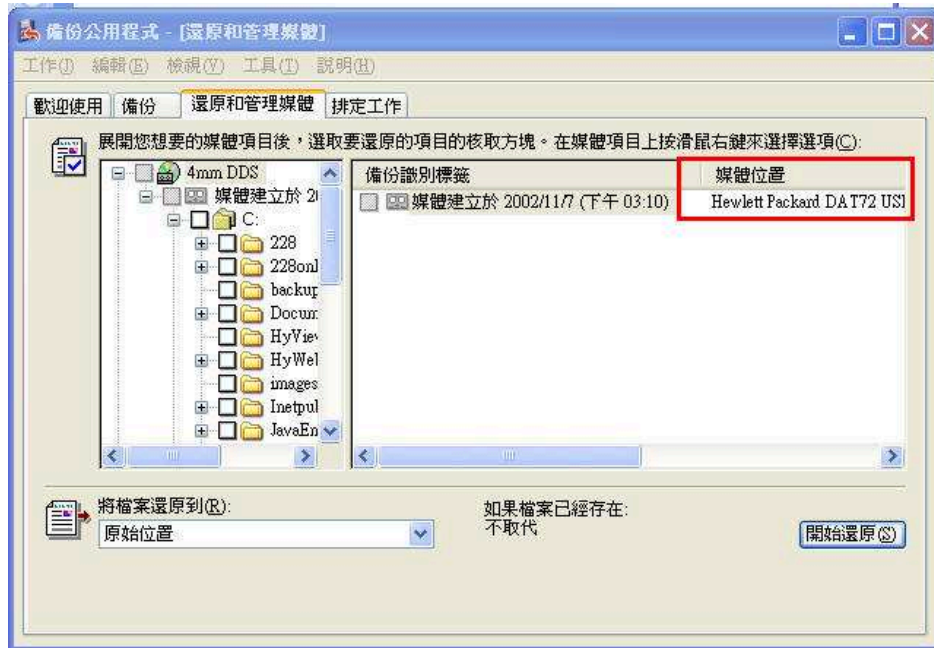 備份公用程式 - [還原和管理媒體]
工作(J) 編輯(E) 檢視(V) 工具(T) 說明(H)
歡迎使用 備份 還原和管理媒體 排定工作
展開您想要的媒體項目後，選取要還原的項目的核取方塊。在媒體項目上按滑鼠右鍵來選擇選項(C):
4mm DDS
媒體建立於 2
C:
228
228onl
backup
Docum
HyView
HyWel
images
Inetpul
JavaEn
備份識別標籤 媒體位置
媒體建立於 2002/11/7 (下午 03:10) Hewlett Packard DAT72 US
將檔案還原到(R):
原始位置
如果檔案已經存在:
不取代
開始還原(S)